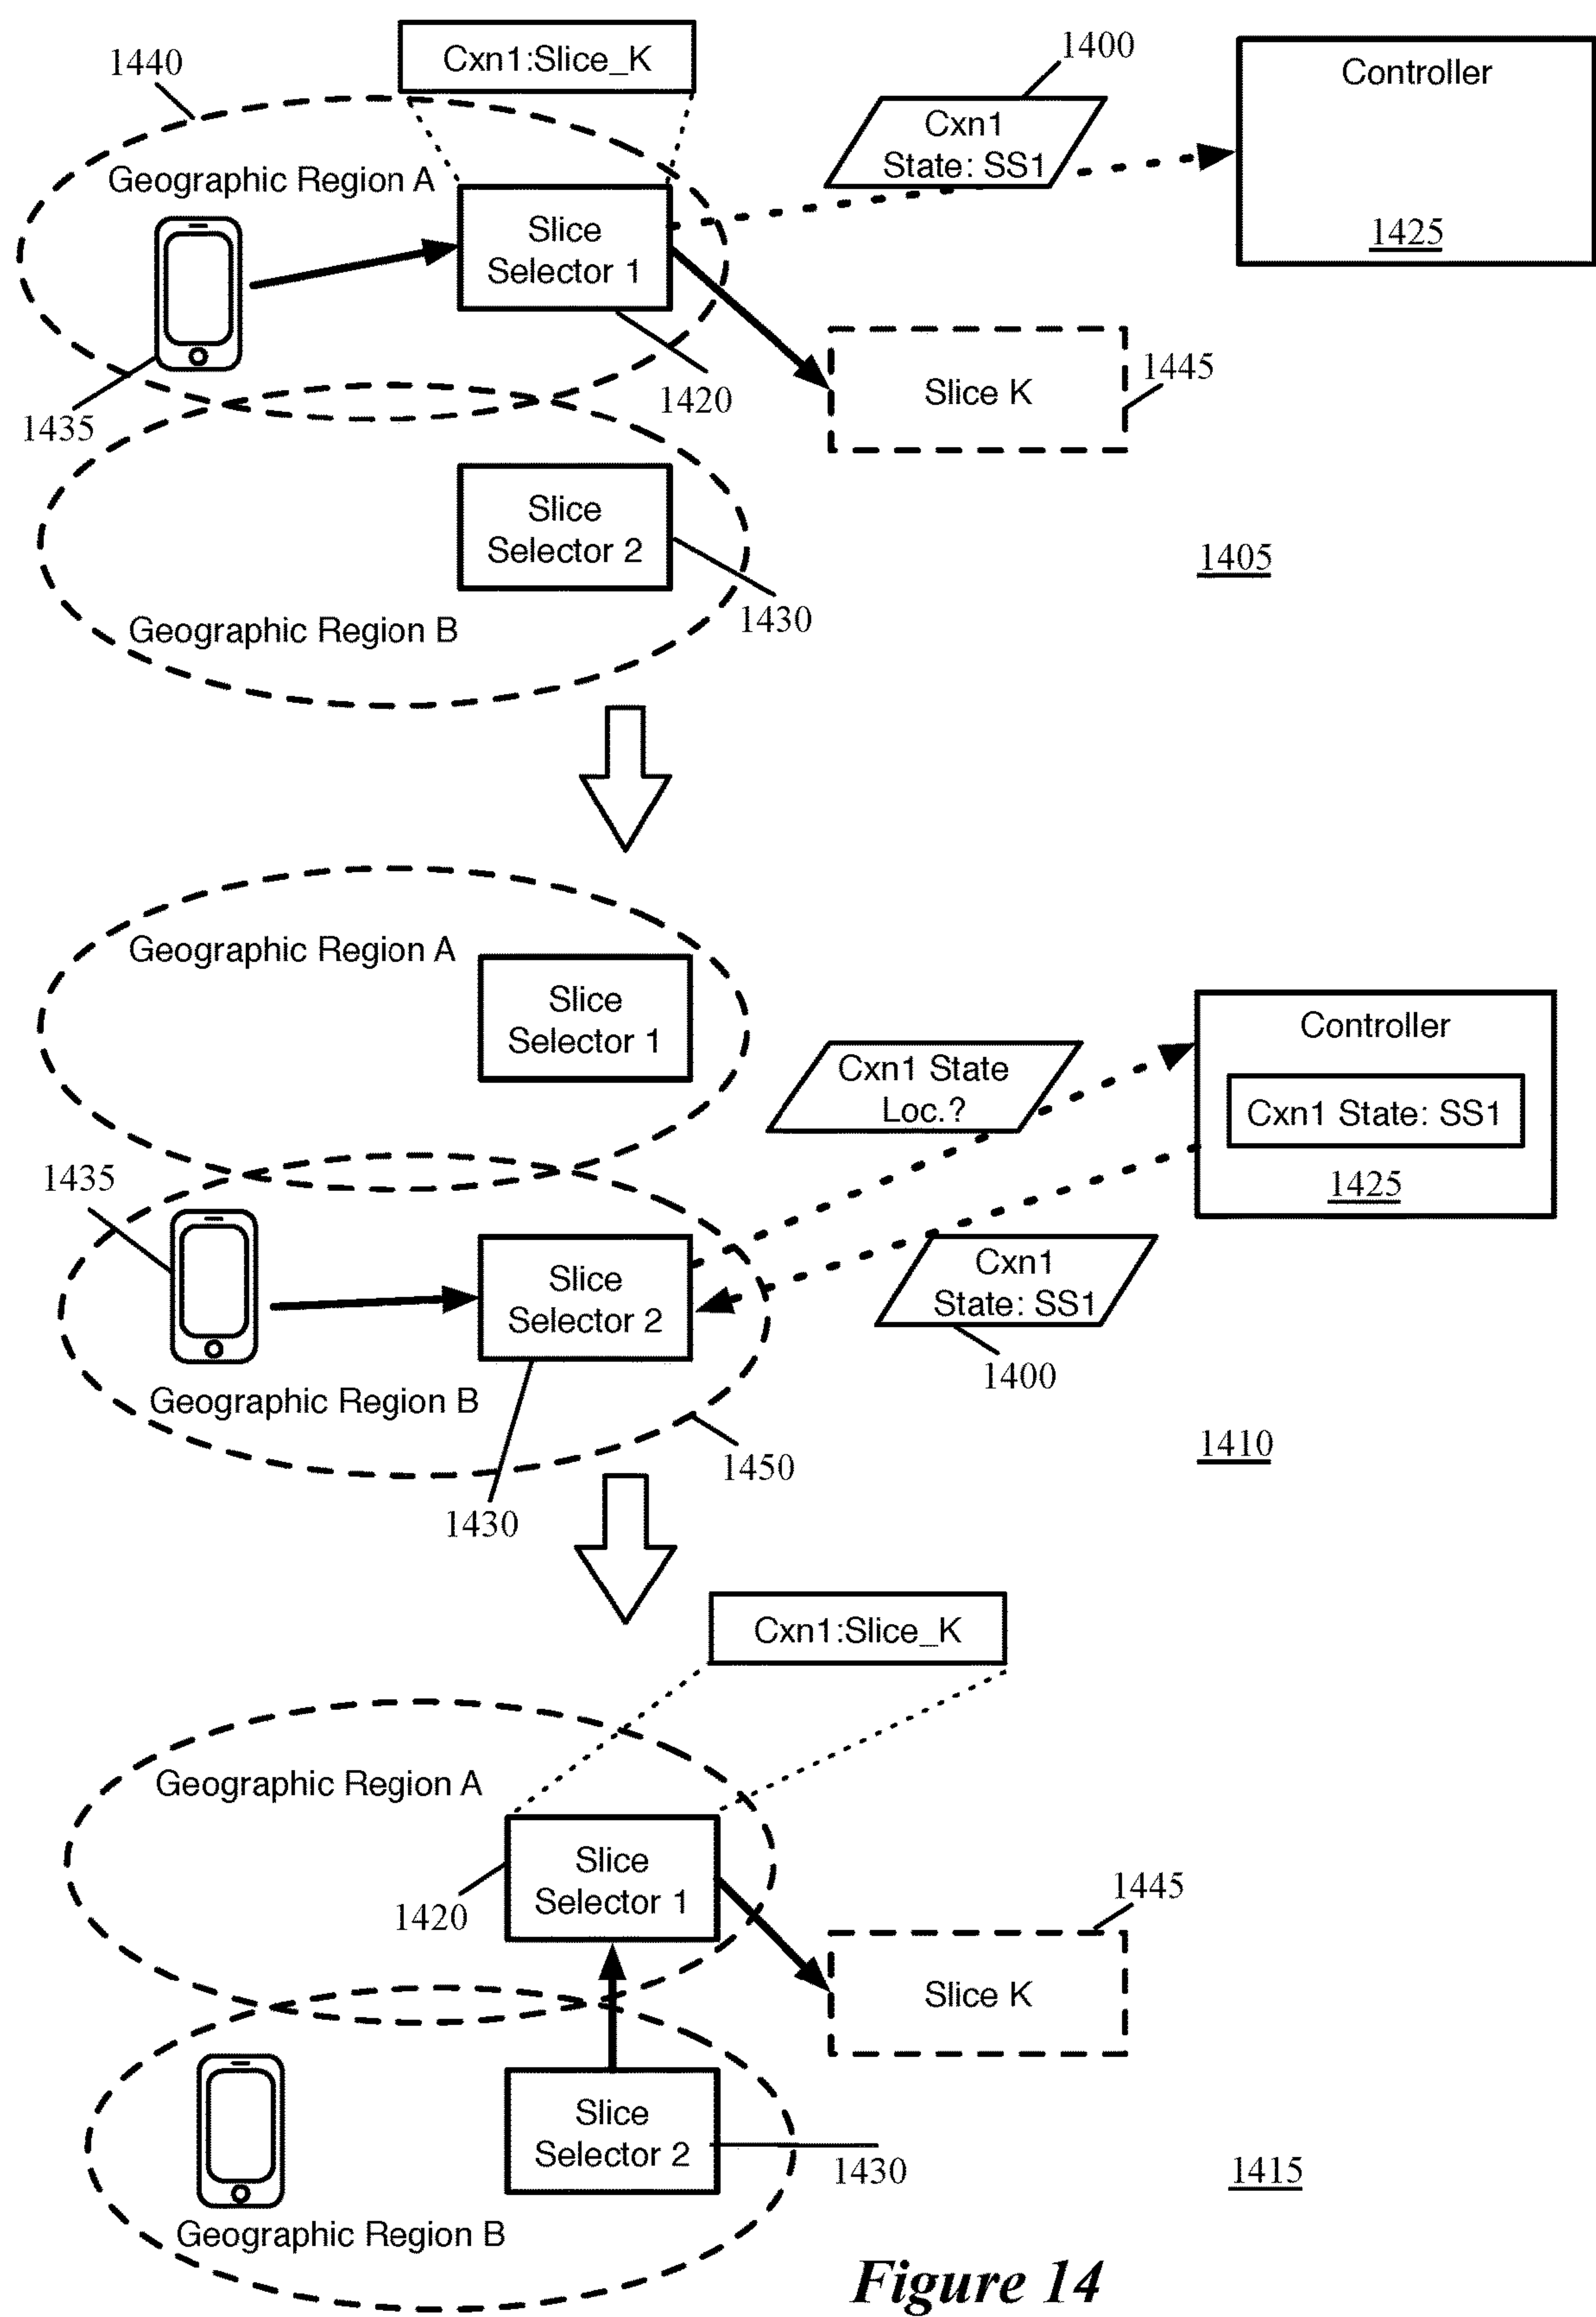 1440
Cxn1:Slice_K
1400
Cxn1
State: SS1
Controller
1425
Geographic Region A
Slice
Selector 1
1435
1420
Slice K
1445
Slice
Selector 2
1430
Geographic Region B
1405
Geographic Region A
Slice
Selector 1
Cxn1 State
Loc.?
Controller
Cxn1 State: SS1
1425
1435
Slice
Selector 2
Cxn1
State: SS1
1400
Geographic Region B
1450
1430
1410
Cxn1:Slice_K
Geographic Region A
Slice
Selector 1
1420
1445
Slice K
Slice
Selector 2
1430
1415
Geographic Region B
Figure 14